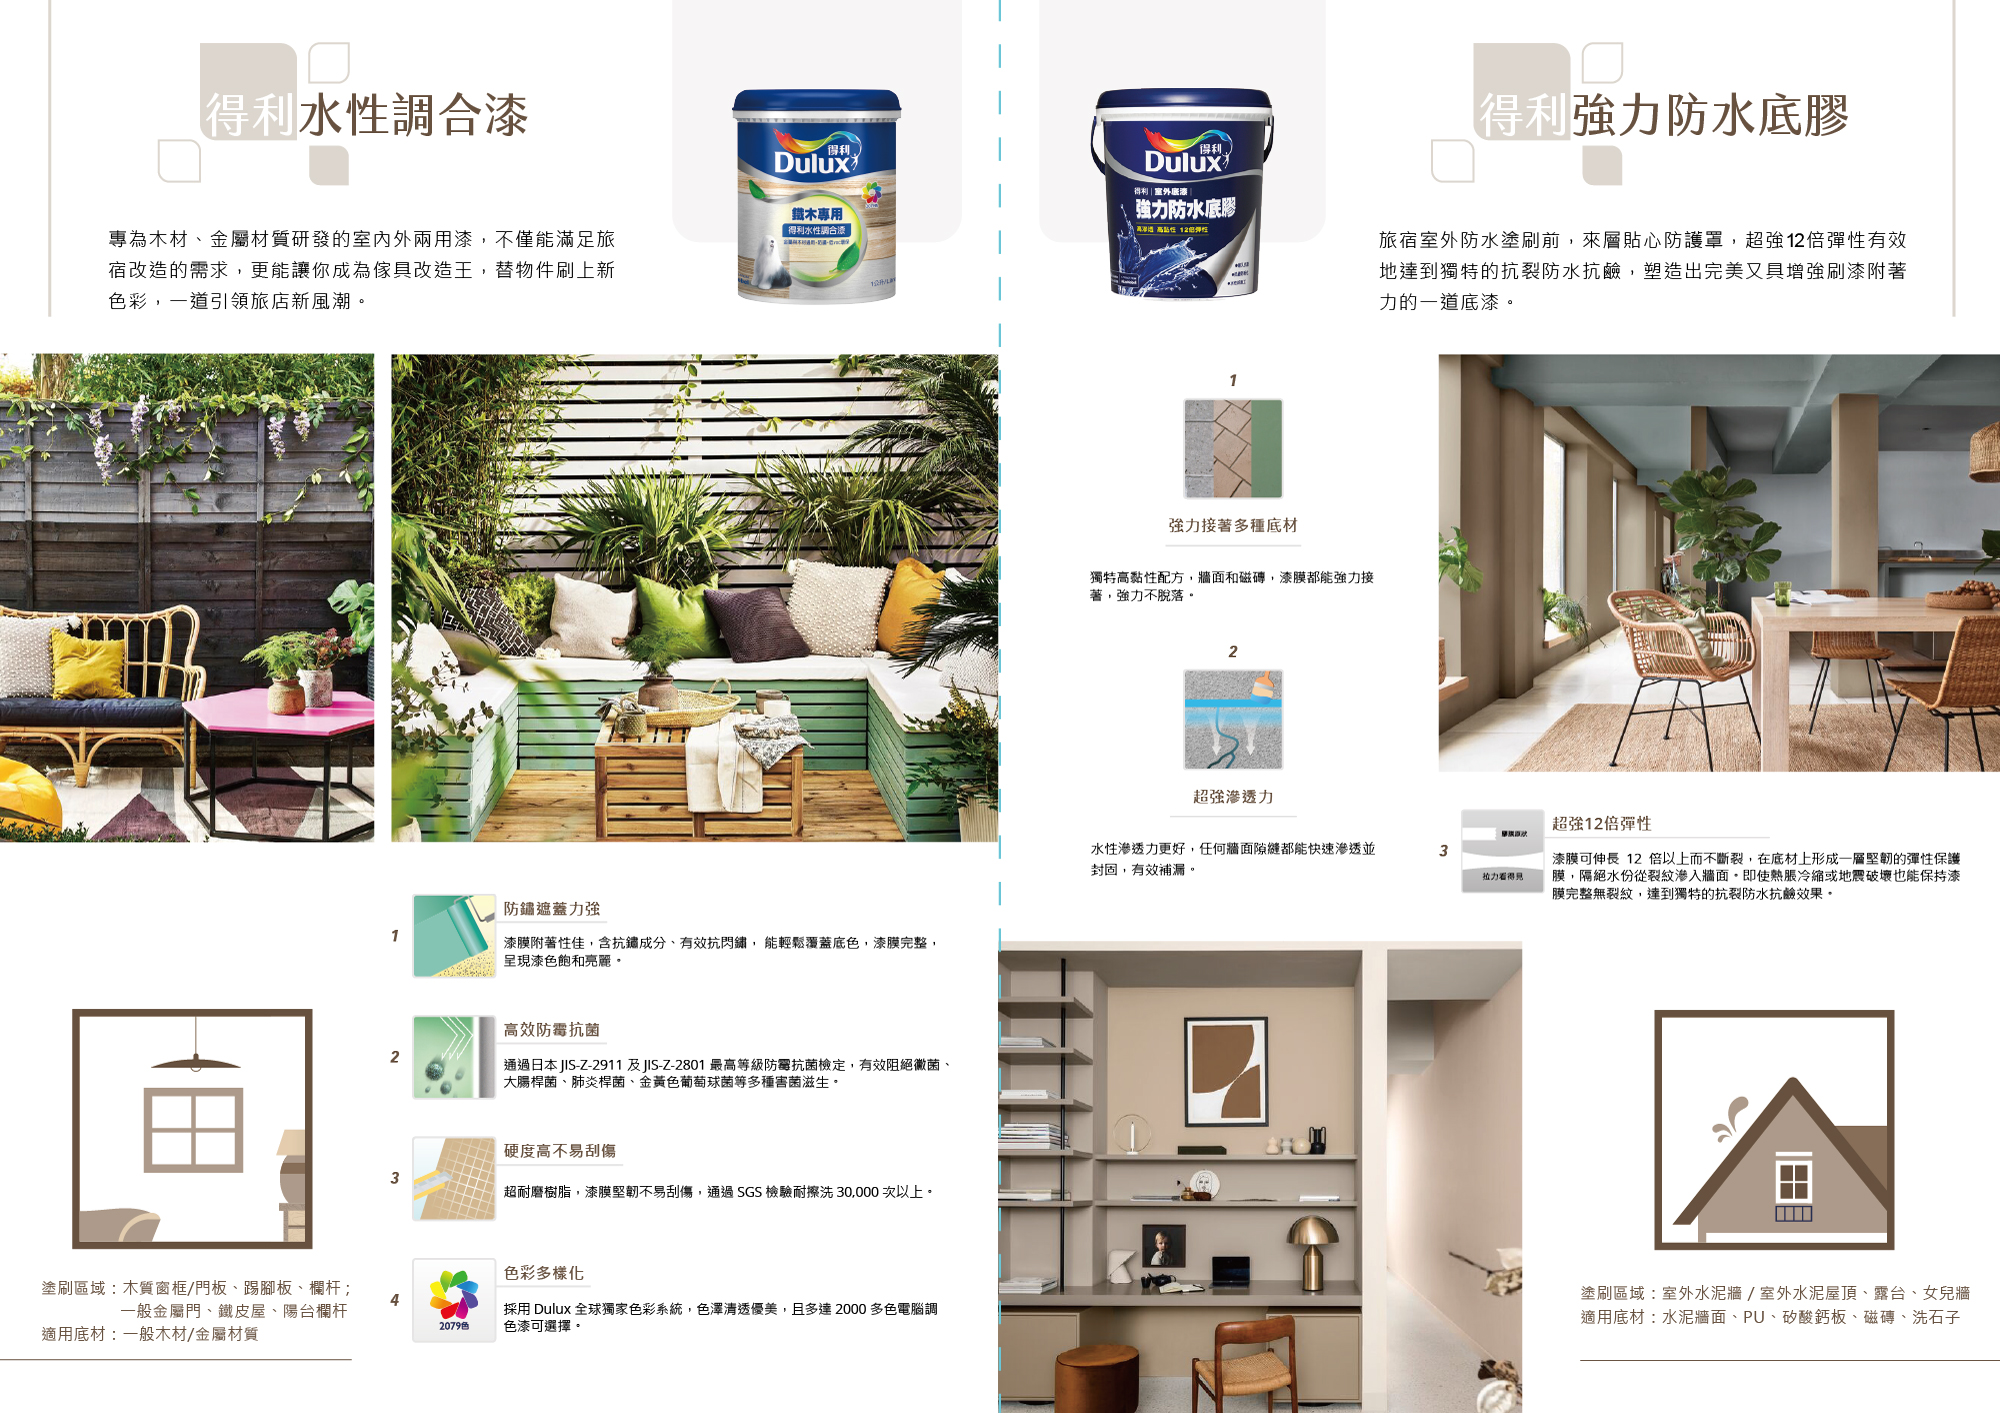 得利水性調合漆
專為木材、金屬材質研發的室內外兩用漆，不僅能滿足旅
宿改造的需求，更能讓你成為傢具改造王，替物件刷上新
色彩，一道引領旅店新風潮。
得利
Dulux
鐵木專用
得利水性調合漆
1
防鏽遮蓋力強
漆膜附著性佳，含抗鏽成分、有效抗閃鏽， 能輕鬆覆蓋底色，漆膜完整，
呈現漆色飽和亮麗。
2
高效防霉抗菌
通過日本 JIS-Z-2911 及 JIS-Z-2801 最高等級防霉抗菌檢定，有效阻絕黴菌、
大腸桿菌、肺炎桿菌、金黃色葡萄球菌等多種害菌滋生。
3
硬度高不易刮傷
超耐磨樹脂，漆膜堅韌不易刮傷，通過 SGS 檢驗耐擦洗 30,000 次以上。
4
2079色
色彩多樣化
採用 Dulux 全球獨家色彩系統，色澤清透優美，且多達 2000 多色電腦調
色漆可選擇。
塗刷區域：木質窗框/門板、踢腳板、欄杆；
一般金屬門、鐵皮屋、陽台欄杆
適用底材：一般木材/金屬材質
得利強力防水底膠
旅宿室外防水塗刷前，來層貼心防護罩，超強12倍彈性有效
地達到獨特的抗裂防水抗鹼，塑造出完美又具增強刷漆附著
力的一道底漆。
得利
Dulux
得利｜室外底漆
強力防水底膠
高滲透 高黏性 12倍彈性
1
強力接著多種底材
獨特高黏性配方，牆面和磁磚，漆膜都能強力接
著，強力不脫落。
2
超強滲透力
水性滲透力更好，任何牆面隙縫都能快速滲透並
封固，有效補漏。
3
膠膜原狀
拉力看得見
超強12倍彈性
漆膜可伸長 12 倍以上而不斷裂，在底材上形成一層堅韌的彈性保護
膜，隔絕水份從裂紋滲入牆面。即使熱脹冷縮或地震破壞也能保持漆
膜完整無裂紋，達到獨特的抗裂防水抗鹼效果。
塗刷區域：室外水泥牆 / 室外水泥屋頂、露台、女兒牆
適用底材：水泥牆面、PU、矽酸鈣板、磁磚、洗石子